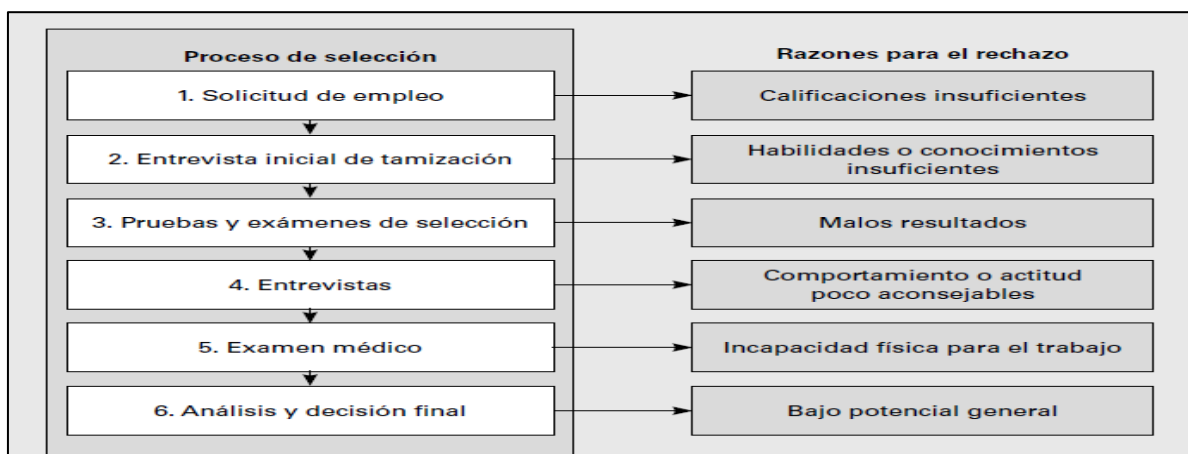 Proceso de selección
Razones para el rechazo
1. Solicitud de empleo
Calificaciones insuficientes
2. Entrevista inicial de tamización
Habilidades o conocimientos
insuficientes
3. Pruebas y exámenes de selección
Malos resultados
4. Entrevistas
Comportamiento o actitud
poco aconsejables
5. Examen médico
Incapacidad física para el trabajo
6. Análisis y decisión final
Bajo potencial general